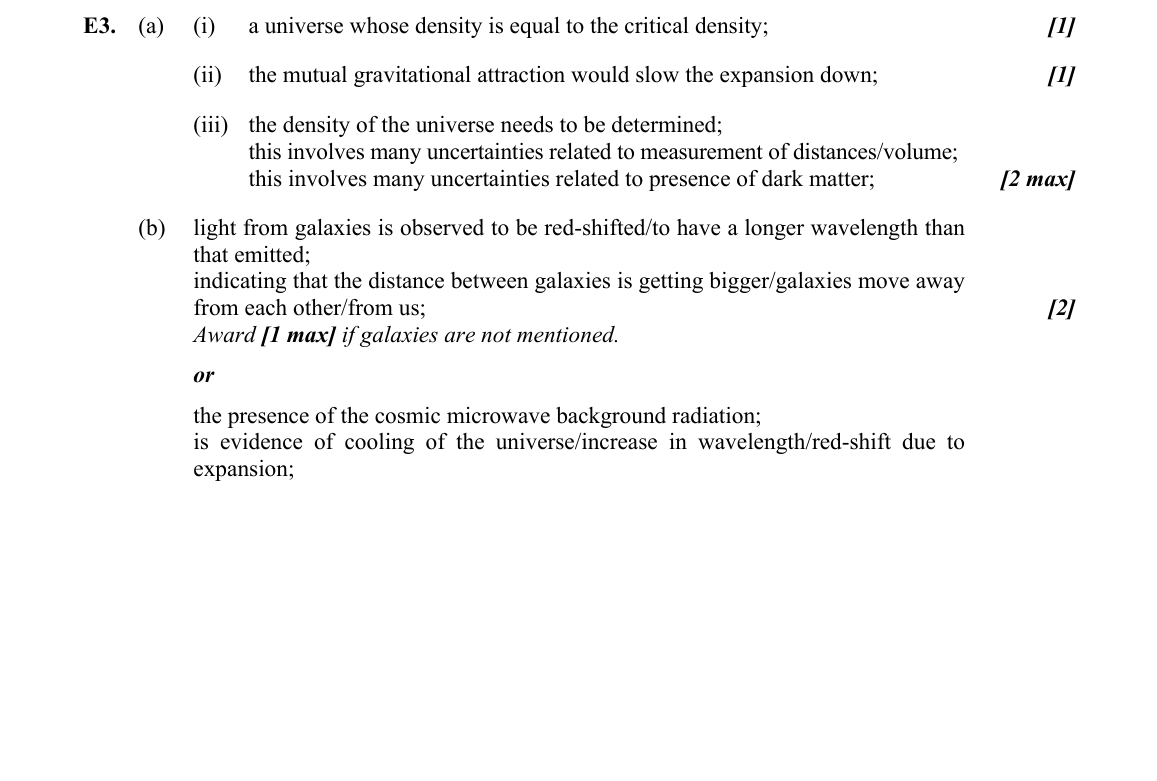 E3. (a) (i) a universe whose density is equal to the critical density; [1]
(ii) the mutual gravitational attraction would slow the expansion down; [1]
(iii) the density of the universe needs to be determined;
this involves many uncertainties related to measurement of distances/volume;
this involves many uncertainties related to presence of dark matter; [2 max]
(b) light from galaxies is observed to be red-shifted/to have a longer wavelength than
that emitted;
indicating that the distance between galaxies is getting bigger/galaxies move away
from each other/from us; [2]
Award [1 max] if galaxies are not mentioned.
or
the presence of the cosmic microwave background radiation;
is evidence of cooling of the universe/increase in wavelength/red-shift due to
expansion;